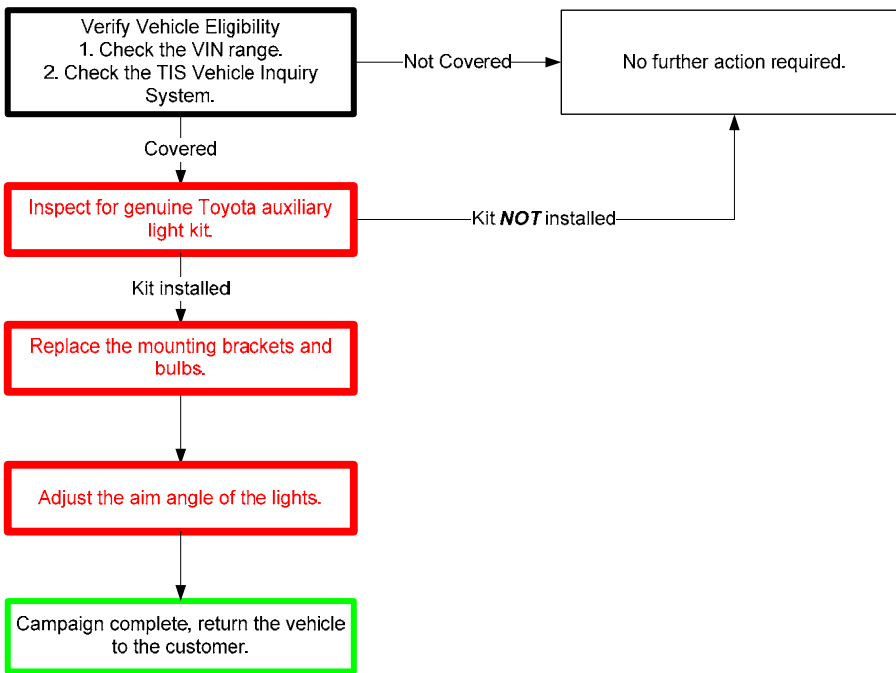 Verify Vehicle Eligibility
1. Check the VIN range.
2. Check the TIS Vehicle Inquiry
System.
Not Covered
No further action required.
Covered
Inspect for genuine Toyota auxiliary
light kit.
Kit NOT installed
Kit installed
Replace the mounting brackets and
bulbs.
Adjust the aim angle of the lights.
Campaign complete, return the vehicle
to the customer.